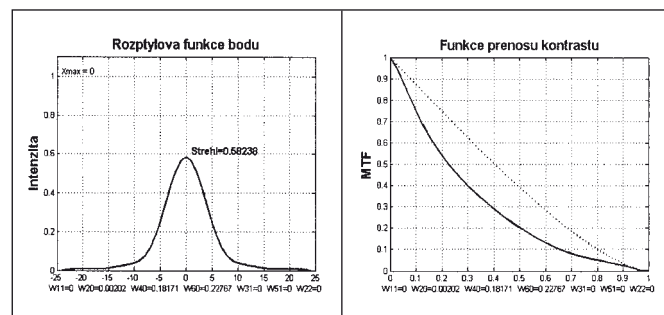 Rozptylova funkce bodu
Xmax = 0
Strehl=0.58238
Intenzita
1
0.8
0.6
0.4
0.2
0
-25 -20 -15 -10 -5 0 5 10 15 20 25
W11=0 W20=0.00202 W40=0.18171 W60=0.22767 W31=0 W51=0 W22=0
Funkce prenosu kontrastu
MTF
1
0.9
0.8
0.7
0.6
0.5
0.4
0.3
0.2
0.1
0
0 0.1 0.2 0.3 0.4 0.5 0.6 0.7 0.8 0.9 1
W11=0 W20=0.00202 W40=0.18171 W60=0.22767 W31=0 W51=0 W22=0